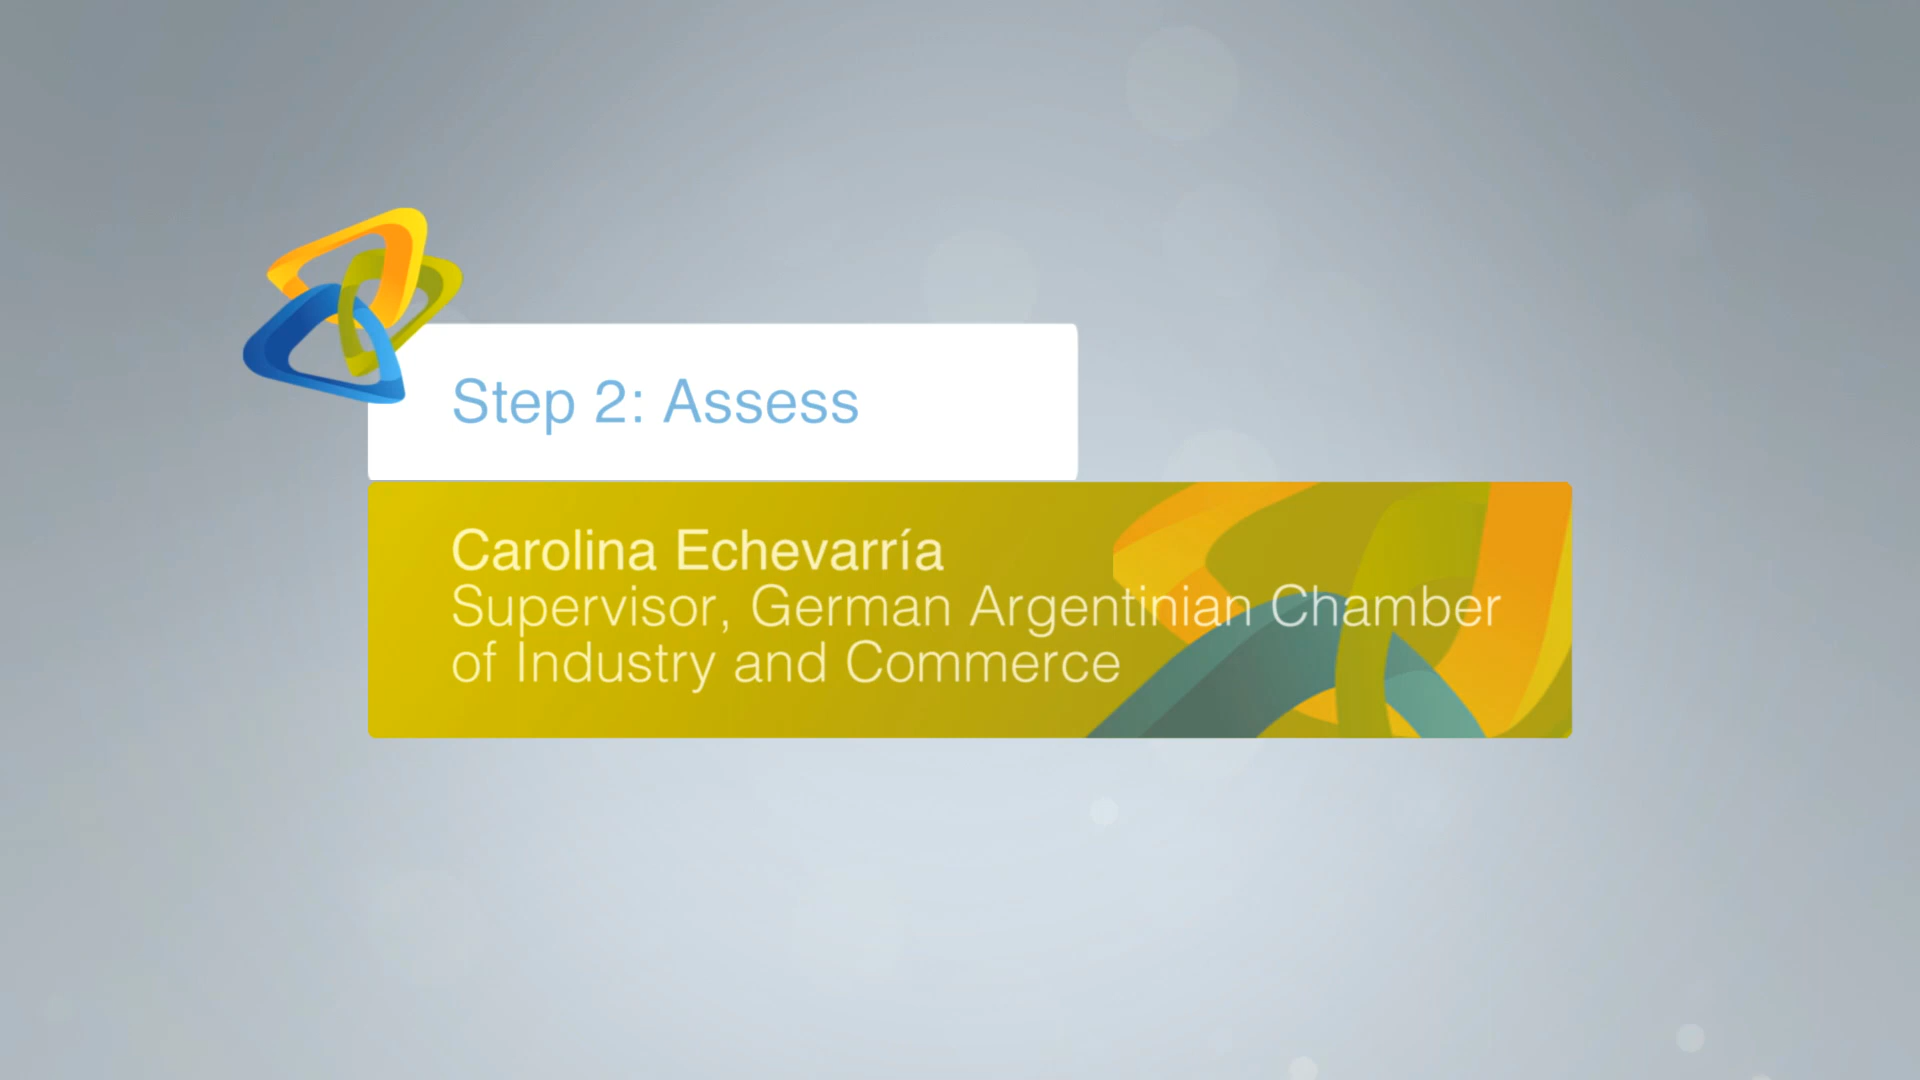 Step 2: Assess
Carolina Echevarría
Supervisor, German Argentinian Chamber
of Industry and Commerce